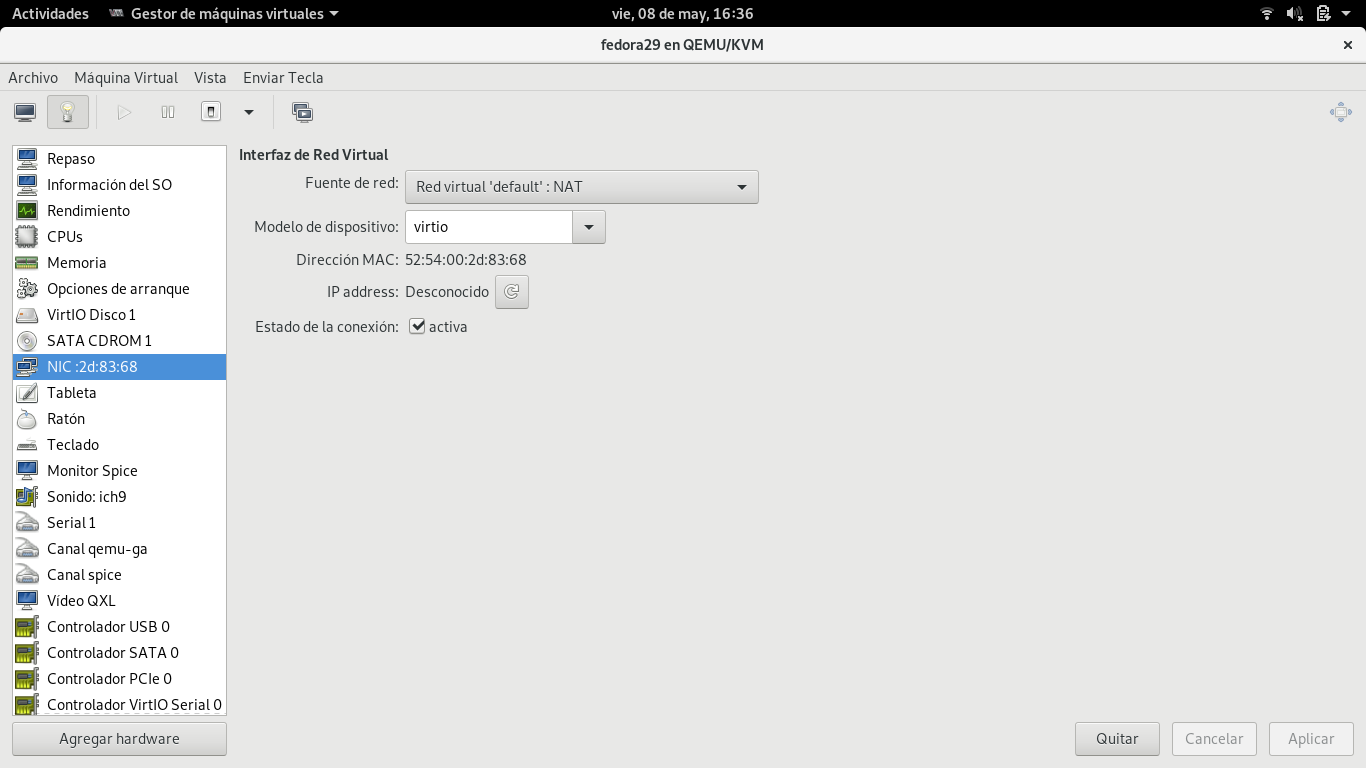 Actividades Gestor de máquinas virtuales vie, 08 de may, 16:36
fedora29 en QEMU/KVM
Archivo Máquina Virtual Vista Enviar Tecla
Repaso
Información del SO
Rendimiento
CPUs
Memoria
Opciones de arranque
VirtIO Disco 1
SATA CDROM 1
NIC :2d:83:68
Tableta
Ratón
Teclado
Monitor Spice
Sonido: ich9
Serial 1
Canal qemu-ga
Canal spice
Vídeo QXL
Controlador USB 0
Controlador SATA 0
Controlador PCIe 0
Controlador VirtIO Serial 0
Agregar hardware
Interfaz de Red Virtual
Fuente de red: Red virtual 'default' : NAT
Modelo de dispositivo: virtio
Dirección MAC: 52:54:00:2d:83:68
IP address: Desconocido
Estado de la conexión: activa
Quitar Cancelar Aplicar